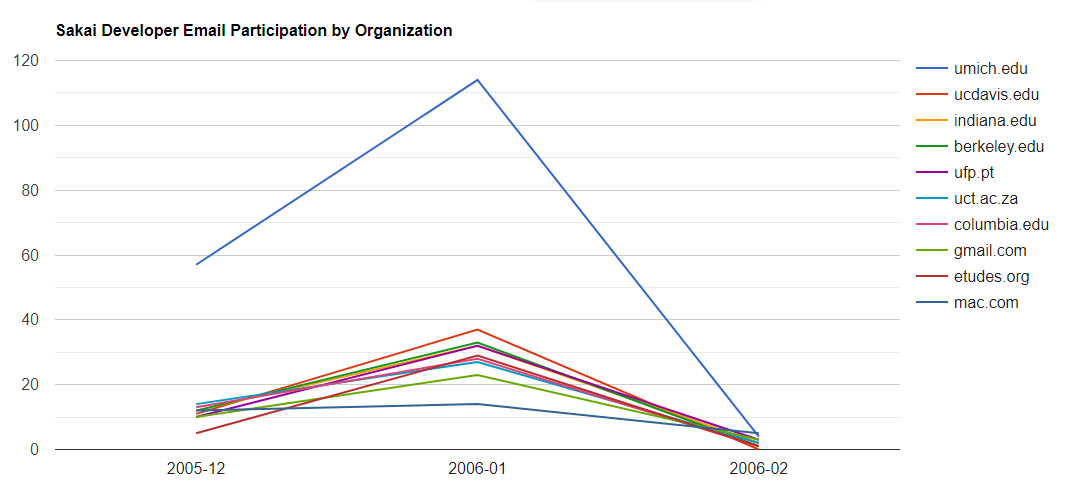 Sakai Developer Email Participation by Organization
120
100
80
60
40
20
0
2005-12
2006-01
2006-02
umich.edu
ucdavis.edu
indiana.edu
berkeley.edu
ufp.pt
uct.ac.za
columbia.edu
gmail.com
etudes.org
mac.com